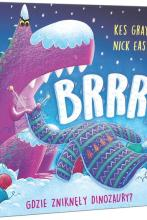 KES GRAY
NICK EAS
BRRR
GDZIE ZNIKNĘŁY DINOZAURY?